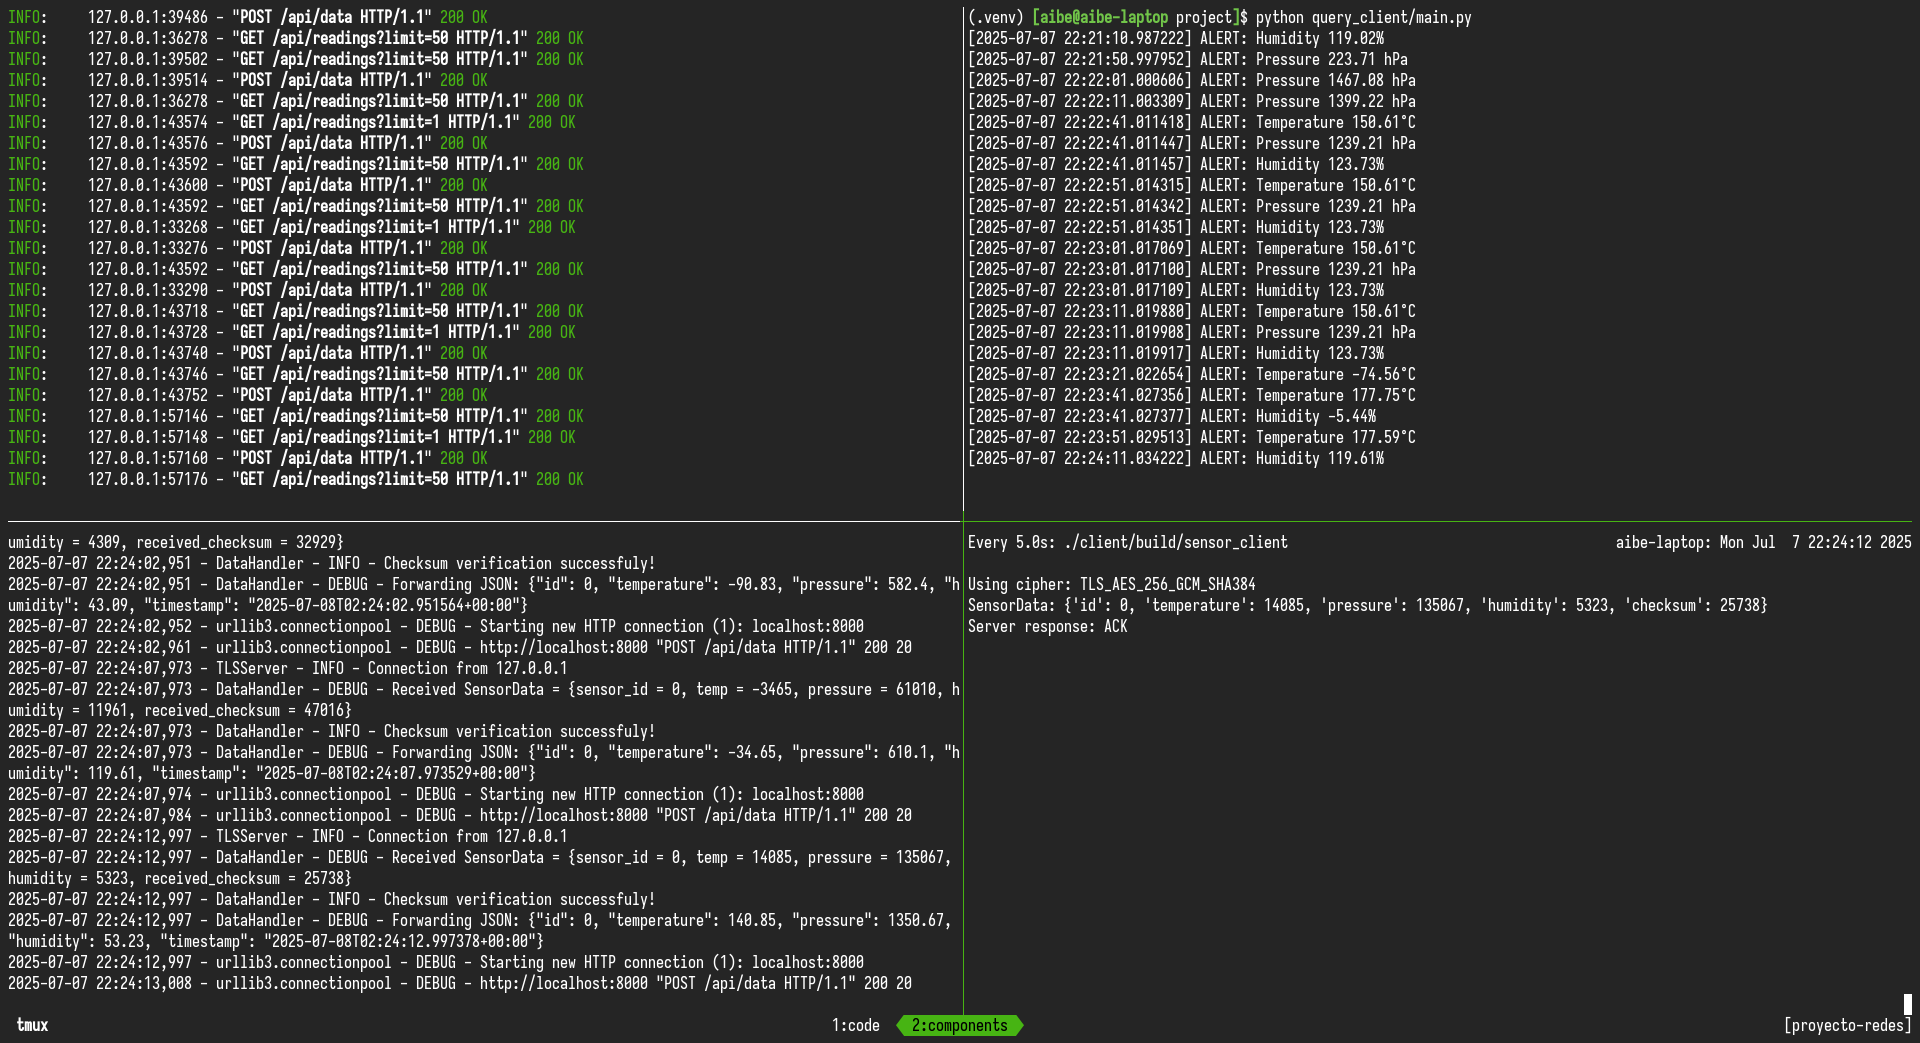 INFO:     127.0.0.1:39486 - "POST /api/data HTTP/1.1" 200 OK
INFO:     127.0.0.1:36278 - "GET /api/readings?limit=50 HTTP/1.1" 200 OK
INFO:     127.0.0.1:39502 - "GET /api/readings?limit=50 HTTP/1.1" 200 OK
INFO:     127.0.0.1:39514 - "POST /api/data HTTP/1.1" 200 OK
INFO:     127.0.0.1:36278 - "GET /api/readings?limit=50 HTTP/1.1" 200 OK
INFO:     127.0.0.1:43574 - "GET /api/readings?limit=1 HTTP/1.1" 200 OK
INFO:     127.0.0.1:43576 - "POST /api/data HTTP/1.1" 200 OK
INFO:     127.0.0.1:43592 - "GET /api/readings?limit=50 HTTP/1.1" 200 OK
INFO:     127.0.0.1:43600 - "POST /api/data HTTP/1.1" 200 OK
INFO:     127.0.0.1:43592 - "GET /api/readings?limit=50 HTTP/1.1" 200 OK
INFO:     127.0.0.1:33268 - "GET /api/readings?limit=1 HTTP/1.1" 200 OK
INFO:     127.0.0.1:33276 - "POST /api/data HTTP/1.1" 200 OK
INFO:     127.0.0.1:43592 - "GET /api/readings?limit=50 HTTP/1.1" 200 OK
INFO:     127.0.0.1:33290 - "POST /api/data HTTP/1.1" 200 OK
INFO:     127.0.0.1:43718 - "GET /api/readings?limit=50 HTTP/1.1" 200 OK
INFO:     127.0.0.1:43728 - "GET /api/readings?limit=1 HTTP/1.1" 200 OK
INFO:     127.0.0.1:43740 - "POST /api/data HTTP/1.1" 200 OK
INFO:     127.0.0.1:43746 - "GET /api/readings?limit=50 HTTP/1.1" 200 OK
INFO:     127.0.0.1:43752 - "POST /api/data HTTP/1.1" 200 OK
INFO:     127.0.0.1:57146 - "GET /api/readings?limit=50 HTTP/1.1" 200 OK
INFO:     127.0.0.1:57148 - "GET /api/readings?limit=1 HTTP/1.1" 200 OK
INFO:     127.0.0.1:57160 - "POST /api/data HTTP/1.1" 200 OK
INFO:     127.0.0.1:57176 - "GET /api/readings?limit=50 HTTP/1.1" 200 OK
(.venv) [aibe@aibe-laptop project]$ python query_client/main.py
[2025-07-07 22:21:10.987222] ALERT: Humidity 119.02%
[2025-07-07 22:21:50.997952] ALERT: Pressure 223.71 hPa
[2025-07-07 22:22:01.000606] ALERT: Pressure 1467.08 hPa
[2025-07-07 22:22:11.003309] ALERT: Pressure 1399.22 hPa
[2025-07-07 22:22:41.011418] ALERT: Temperature 150.61°C
[2025-07-07 22:22:41.011447] ALERT: Pressure 1239.21 hPa
[2025-07-07 22:22:41.011457] ALERT: Humidity 123.73%
[2025-07-07 22:22:51.014315] ALERT: Temperature 150.61°C
[2025-07-07 22:22:51.014342] ALERT: Pressure 1239.21 hPa
[2025-07-07 22:22:51.014351] ALERT: Humidity 123.73%
[2025-07-07 22:23:01.017069] ALERT: Temperature 150.61°C
[2025-07-07 22:23:01.017100] ALERT: Pressure 1239.21 hPa
[2025-07-07 22:23:01.017109] ALERT: Humidity 123.73%
[2025-07-07 22:23:11.019880] ALERT: Temperature 150.61°C
[2025-07-07 22:23:11.019908] ALERT: Pressure 1239.21 hPa
[2025-07-07 22:23:11.019917] ALERT: Humidity 123.73%
[2025-07-07 22:23:21.022654] ALERT: Temperature -74.56°C
[2025-07-07 22:23:41.027356] ALERT: Temperature 177.75°C
[2025-07-07 22:23:41.027377] ALERT: Humidity -5.44%
[2025-07-07 22:23:51.029513] ALERT: Temperature 177.59°C
[2025-07-07 22:24:11.034222] ALERT: Humidity 119.61%
umidity = 4309, received_checksum = 32929}
2025-07-07 22:24:02,951 - DataHandler - INFO - Checksum verification successfuly!
2025-07-07 22:24:02,951 - DataHandler - DEBUG - Forwarding JSON: {"id": 0, "temperature": -90.83, "pressure": 582.4, "h
umidity": 43.09, "timestamp": "2025-07-08T02:24:02.951564+00:00"}
2025-07-07 22:24:02,952 - urllib3.connectionpool - DEBUG - Starting new HTTP connection (1): localhost:8000
2025-07-07 22:24:02,961 - urllib3.connectionpool - DEBUG - http://localhost:8000 "POST /api/data HTTP/1.1" 200 20
2025-07-07 22:24:07,973 - TLSServer - INFO - Connection from 127.0.0.1
2025-07-07 22:24:07,973 - DataHandler - DEBUG - Received SensorData = {sensor_id = 0, temp = -3465, pressure = 61010, h
umidity = 11961, received_checksum = 47016}
2025-07-07 22:24:07,973 - DataHandler - INFO - Checksum verification successfuly!
2025-07-07 22:24:07,973 - DataHandler - DEBUG - Forwarding JSON: {"id": 0, "temperature": -34.65, "pressure": 610.1, "h
umidity": 119.61, "timestamp": "2025-07-08T02:24:07.973529+00:00"}
2025-07-07 22:24:07,974 - urllib3.connectionpool - DEBUG - Starting new HTTP connection (1): localhost:8000
2025-07-07 22:24:07,984 - urllib3.connectionpool - DEBUG - http://localhost:8000 "POST /api/data HTTP/1.1" 200 20
2025-07-07 22:24:12,997 - TLSServer - INFO - Connection from 127.0.0.1
2025-07-07 22:24:12,997 - DataHandler - DEBUG - Received SensorData = {sensor_id = 0, temp = 14085, pressure = 135067,
humidity = 5323, received_checksum = 25738}
2025-07-07 22:24:12,997 - DataHandler - INFO - Checksum verification successfuly!
2025-07-07 22:24:12,997 - DataHandler - DEBUG - Forwarding JSON: {"id": 0, "temperature": 140.85, "pressure": 1350.67,
"humidity": 53.23, "timestamp": "2025-07-08T02:24:12.997378+00:00"}
2025-07-07 22:24:12,997 - urllib3.connectionpool - DEBUG - Starting new HTTP connection (1): localhost:8000
2025-07-07 22:24:13,008 - urllib3.connectionpool - DEBUG - http://localhost:8000 "POST /api/data HTTP/1.1" 200 20
Every 5.0s: ./client/build/sensor_client aibe-laptop: Mon Jul  7 22:24:12 2025
Using cipher: TLS_AES_256_GCM_SHA384
SensorData: {'id': 0, 'temperature': 14085, 'pressure': 135067, 'humidity': 5323, 'checksum': 25738}
Server response: ACK
tmux 1:code 2:components [proyecto-redes]